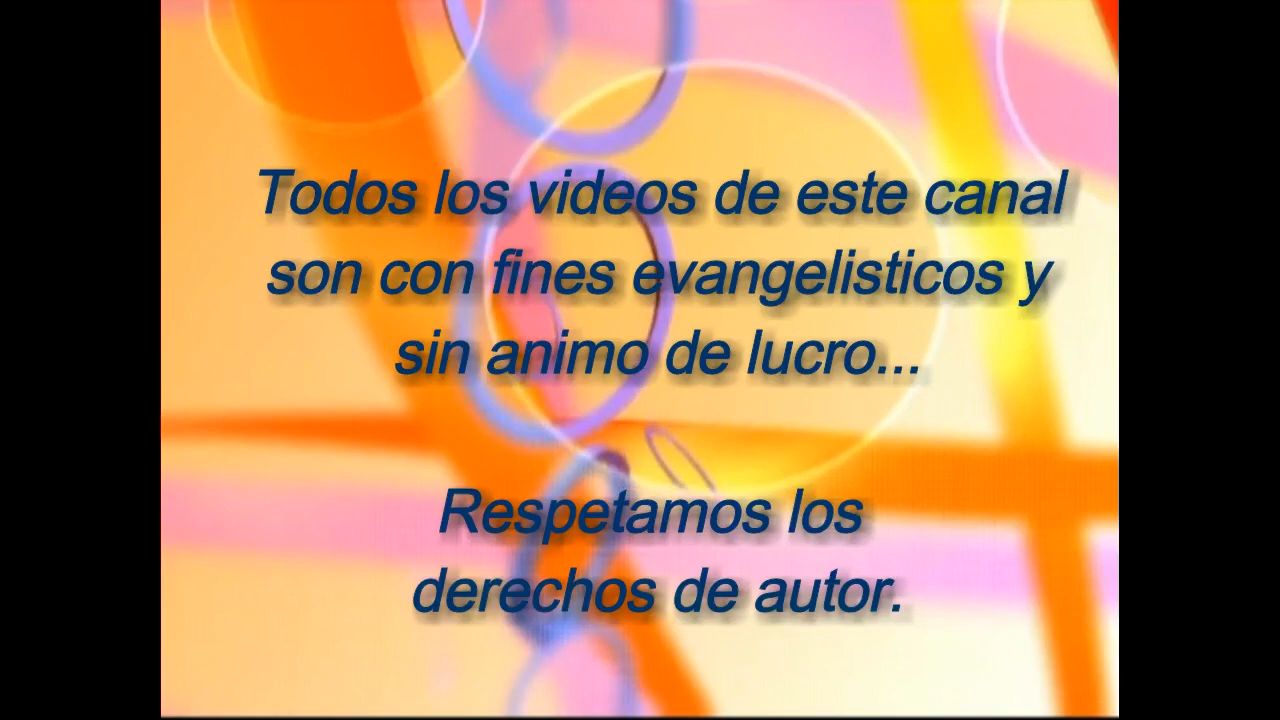 Todos los videos de este canal
son con fines evangelisticos y
sin animo de lucro...
Respetamos los
derechos de autor.